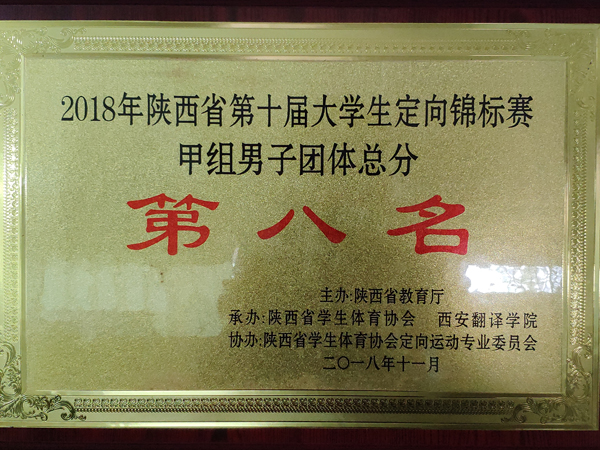 2018年陕西省第十届大学生定向锦标赛
甲组男子团体总分
第八名
主办:陕西省教育厅
承办:陕西省学生体育协会 西安翻译学院
协办:陕西省学生体育协会定向运动专业委员会
二〇一八年十一月